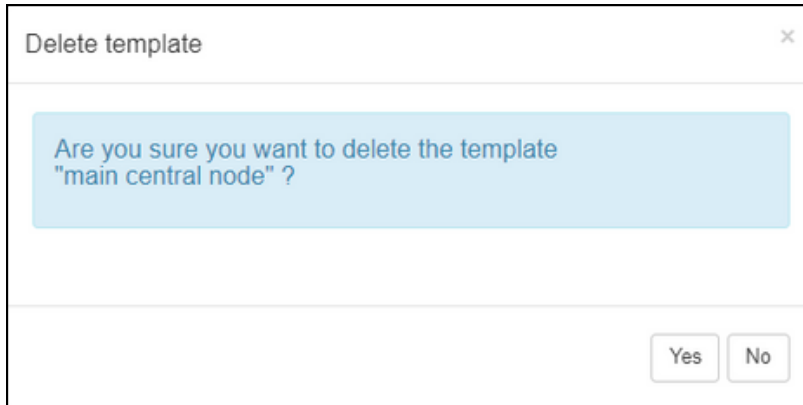 Delete template
×
Are you sure you want to delete the template
"main central node" ?
Yes No